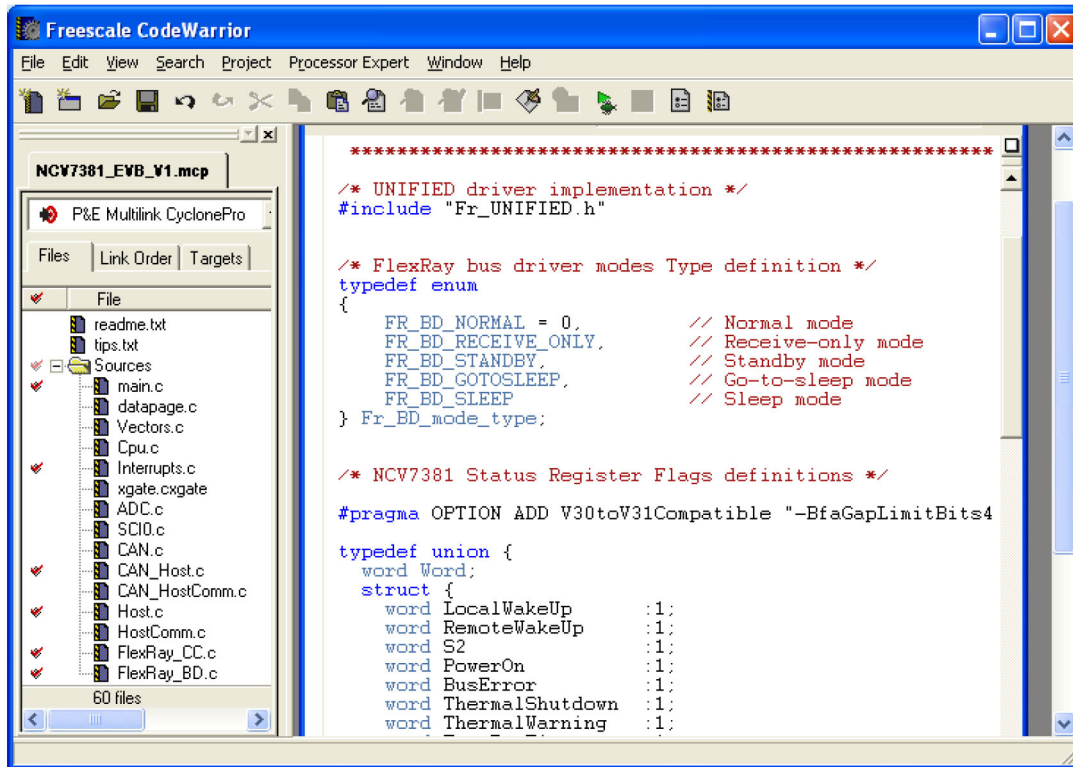 Freescale CodeWarrior
File Edit View Search Project Processor Expert Window Help
NCV7381_EVB_V1.mcp
P&E Multilink CyclonePro
Files Link Order Targets
File
readme.txt
tips.txt
Sources
main.c
datapage.c
Vectors.c
Cpu.c
Interrupts.c
xgate.cxgate
ADC.c
SCI0.c
CAN.c
CAN_Host.c
CAN_HostComm.c
Host.c
HostComm.c
FlexRay_CC.c
FlexRay_BD.c
60 files
*******************************************************
/* UNIFIED driver implementation */
#include "Fr_UNIFIED.h"
/* FlexRay bus driver modes Type definition */
typedef enum
{
FR_BD_NORMAL = 0, // Normal mode
FR_BD_RECEIVE_ONLY, // Receive-only mode
FR_BD_STANDBY, // Standby mode
FR_BD_GOTOSLEEP, // Go-to-sleep mode
FR_BD_SLEEP // Sleep mode
} Fr_BD_mode_type;
/* NCV7381 Status Register Flags definitions */
#pragma OPTION ADD V30toV31Compatible "-BfaGapLimitBits4
typedef union {
word Word;
struct {
word LocalWakeUp :1;
word RemoteWakeUp :1;
word S2 :1;
word PowerOn :1;
word BusError :1;
word ThermalShutdown :1;
word ThermalWarning :1;